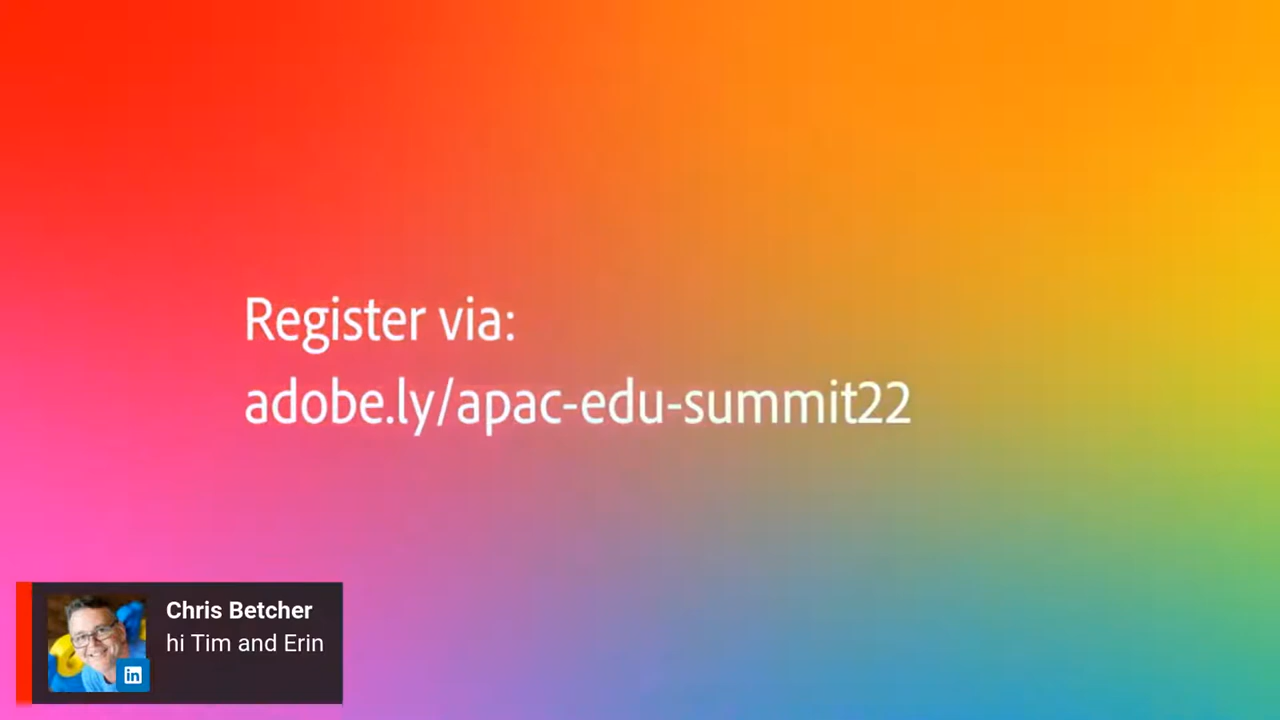 Register via:
adobe.ly/apac-edu-summit22
Chris Betcher
hi Tim and Erin
in